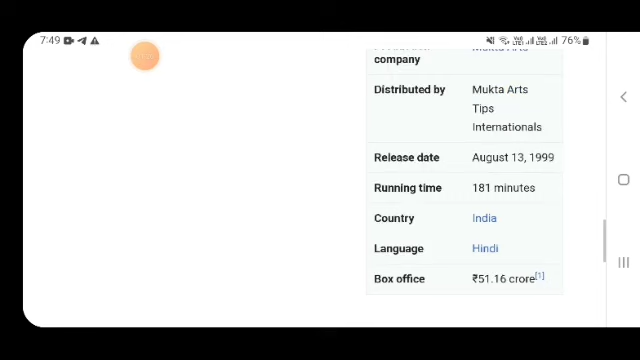 7:49 76%
company
Distributed by Mukta Arts
Tips
Internationals
Release date August 13, 1999
Running time 181 minutes
Country India
Language Hindi
Box office ₹51.16 crore[1]